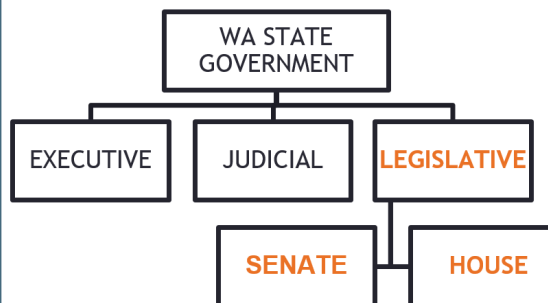 WA STATE
GOVERNMENT
EXECUTIVE
JUDICIAL
LEGISLATIVE
SENATE
HOUSE